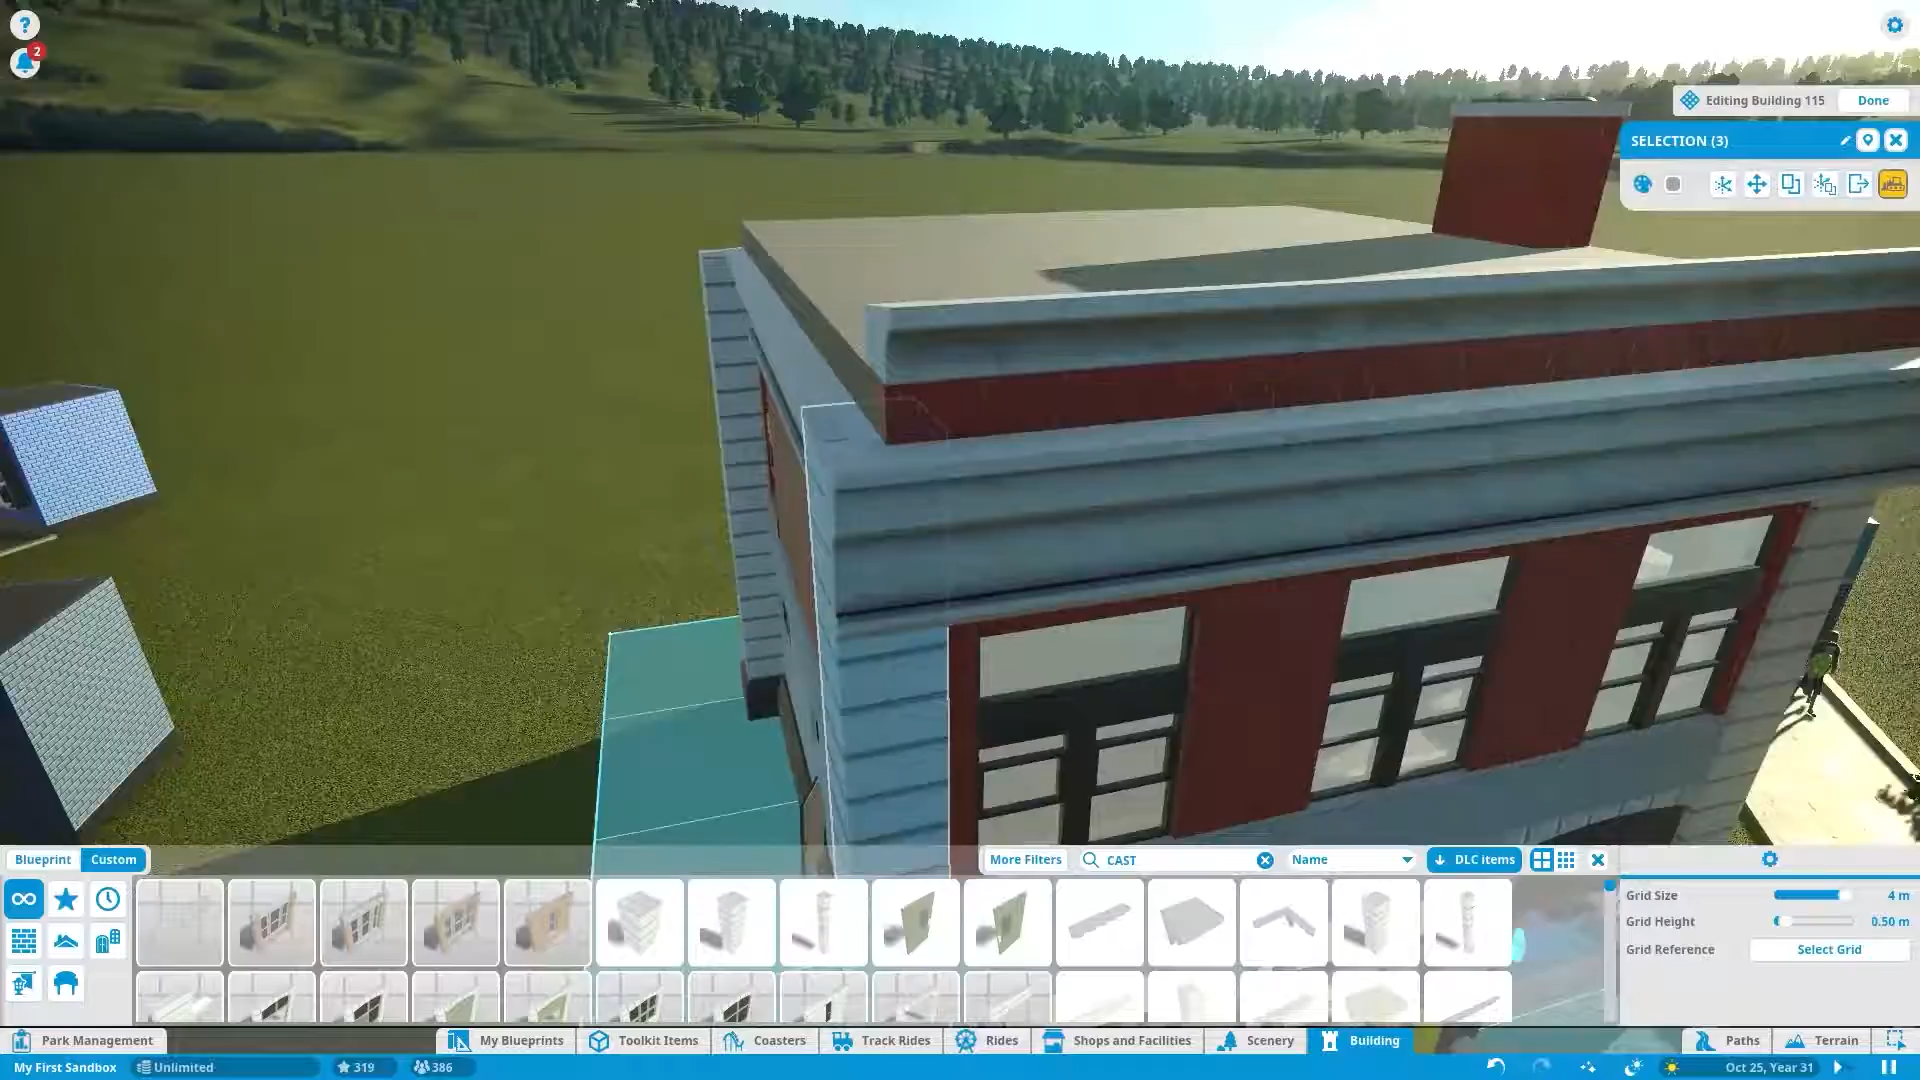 ?
2
Editing Building 115 Done
SELECTION (3)
Blueprint Custom More Filters CAST Name DLC items
Grid Size 4 m
Grid Height 0.50 m
Grid Reference Select Grid
Park Management My Blueprints Toolkit Items Coasters Track Rides Rides Shops and Facilities Scenery Building Paths Terrain
My First Sandbox Unlimited 319 386 Oct 25, Year 31